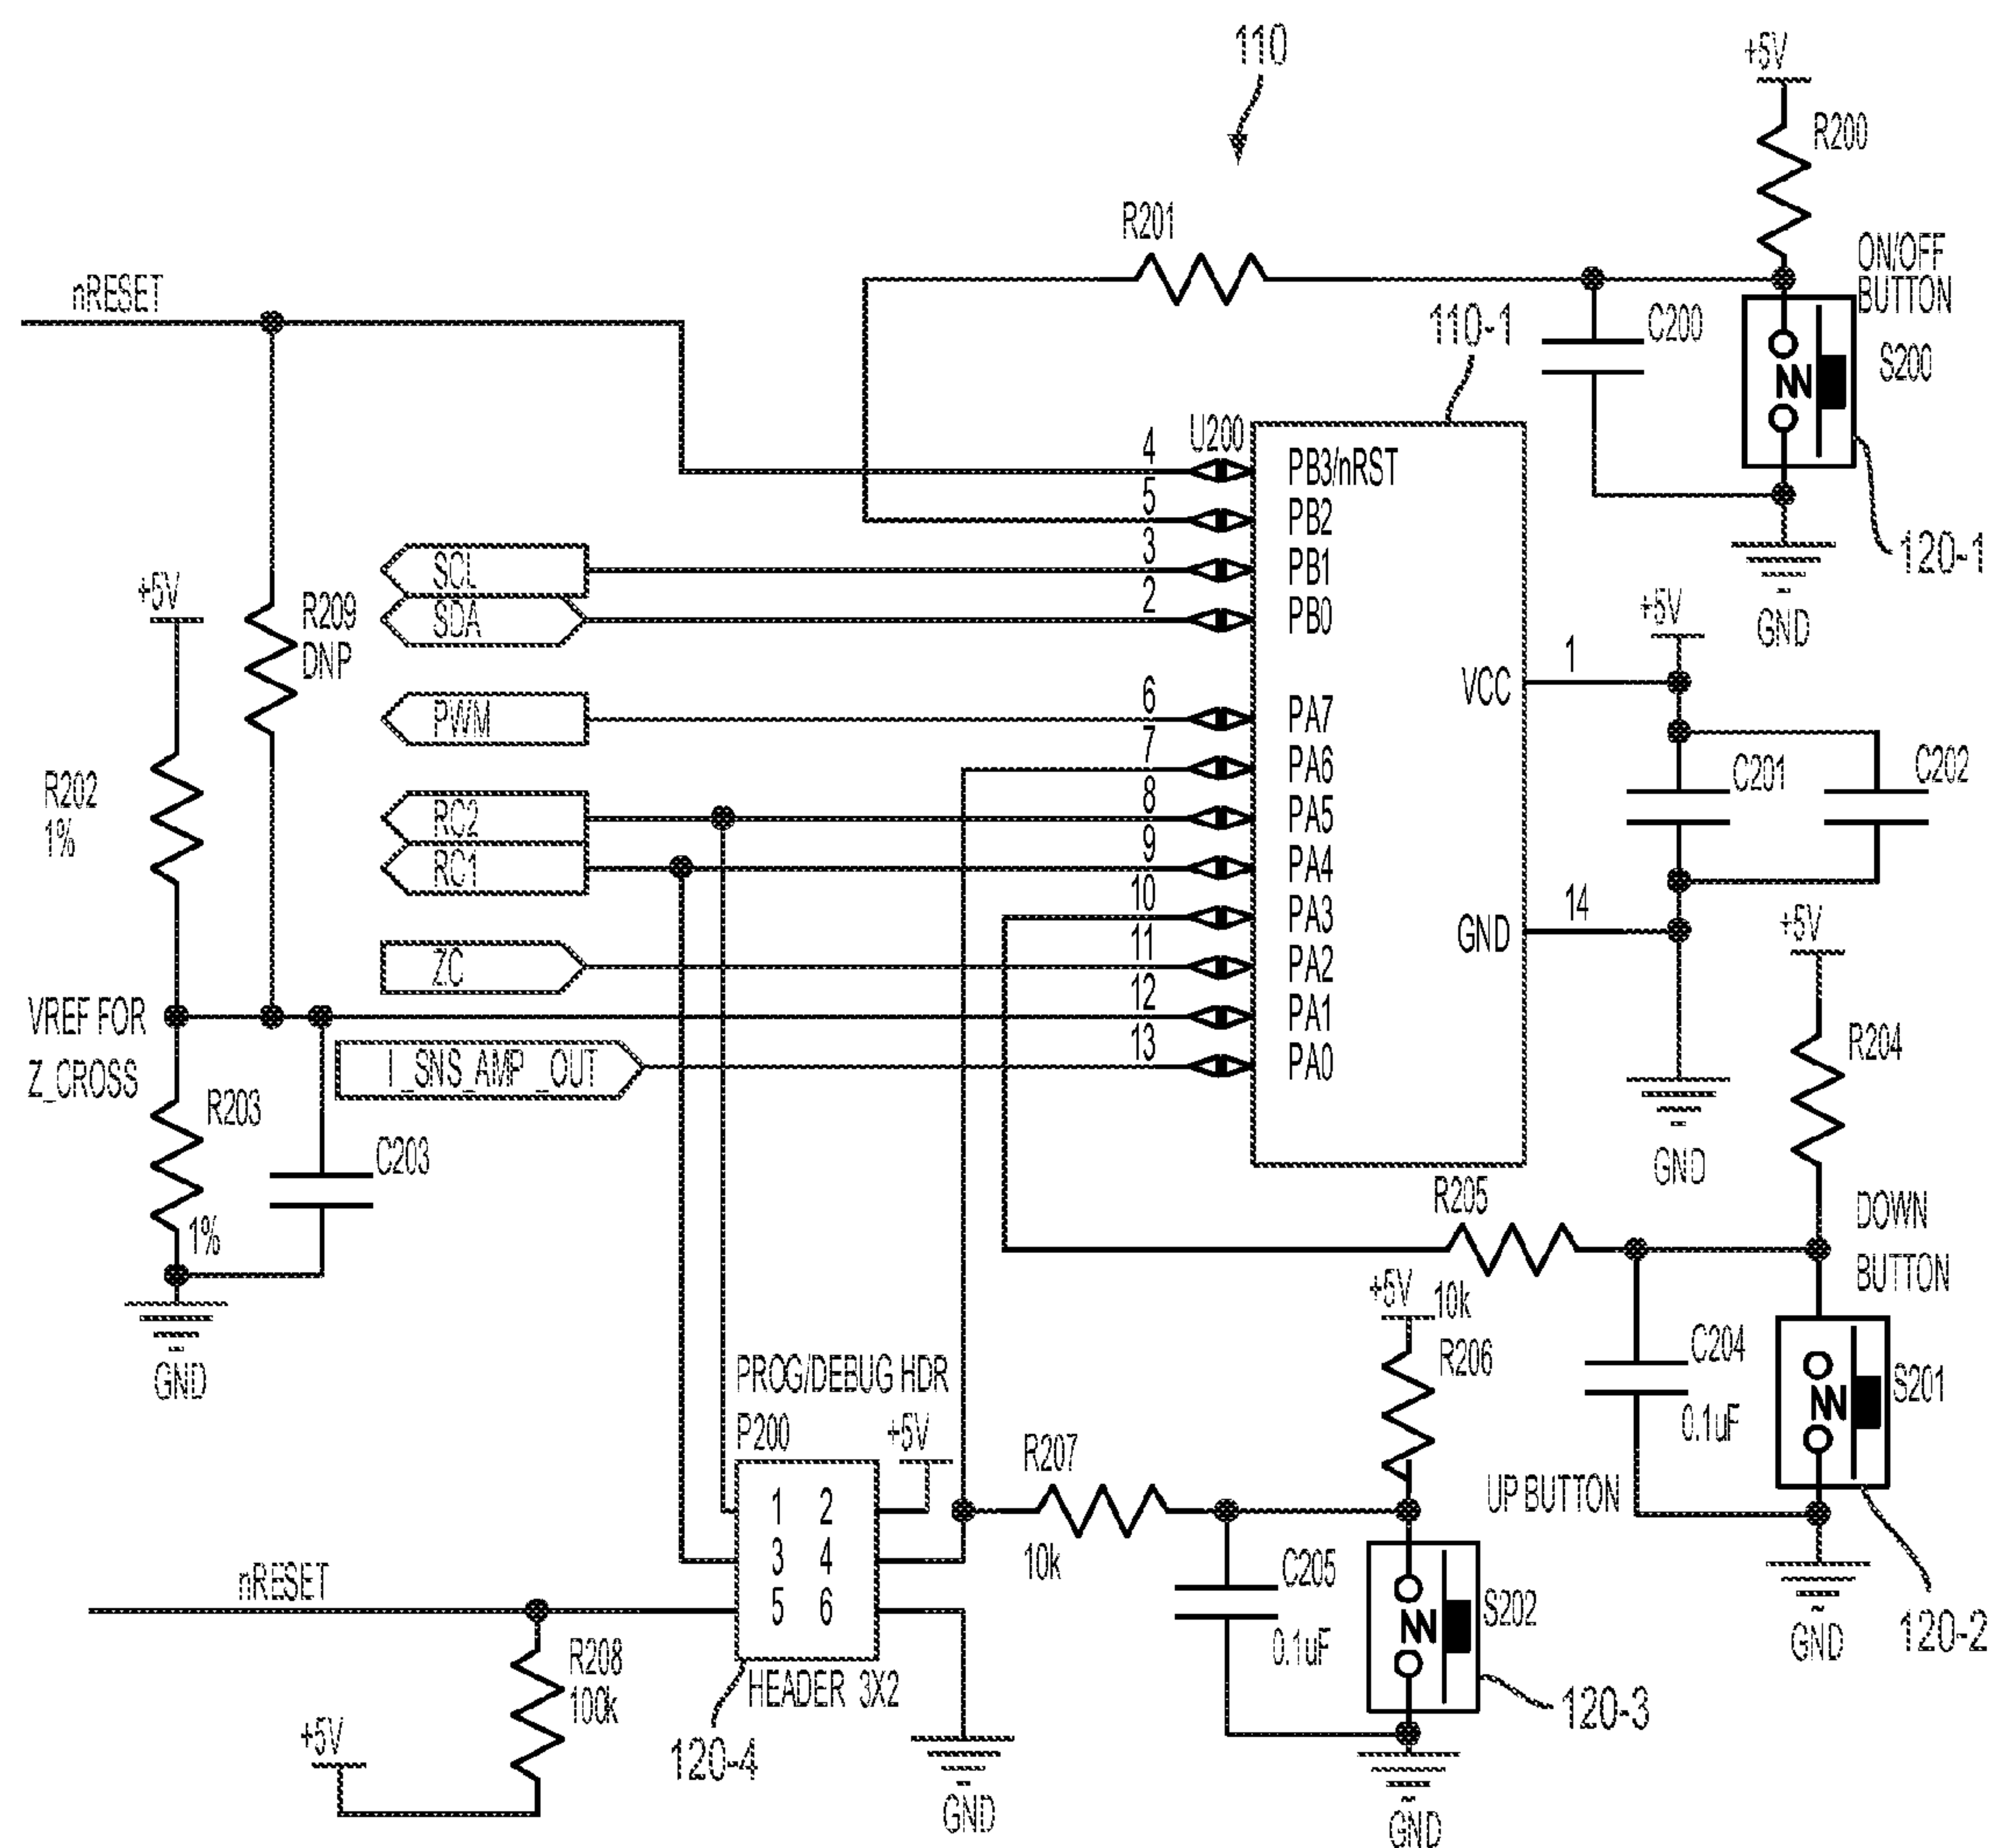 110
+5V
R200
R201
ON/OFF
BUTTON
nRESET
110-1
C200
S200
4
U200
PB3/nRST
5
PB2
120-1
SCL
3
PB1
+5V
GND
+5V
R209
DNP
SDA
2
PB0
1
VCC
PWM
6
PA7
7
PA6
R202
1%
C201
C202
RC2
8
PA5
RC1
9
PA4
10
PA3
14
GND
+5V
ZC
11
PA2
VREF FOR
Z_CROSS
12
PA1
I_SNS_AMP_OUT
13
PA0
R204
R203
C203
GND
1%
R205
DOWN
BUTTON
10k
+5V
GND
PROG/DEBUG HDR
P200
+5V
R206
C204
0.1uF
S201
R207
10k
UP BUTTON
1 2
3 4
5 6
nRESET
C205
0.1uF
S202
GND
120-2
R208
100k
HEADER 3X2
120-3
+5V
120-4
GND
GND